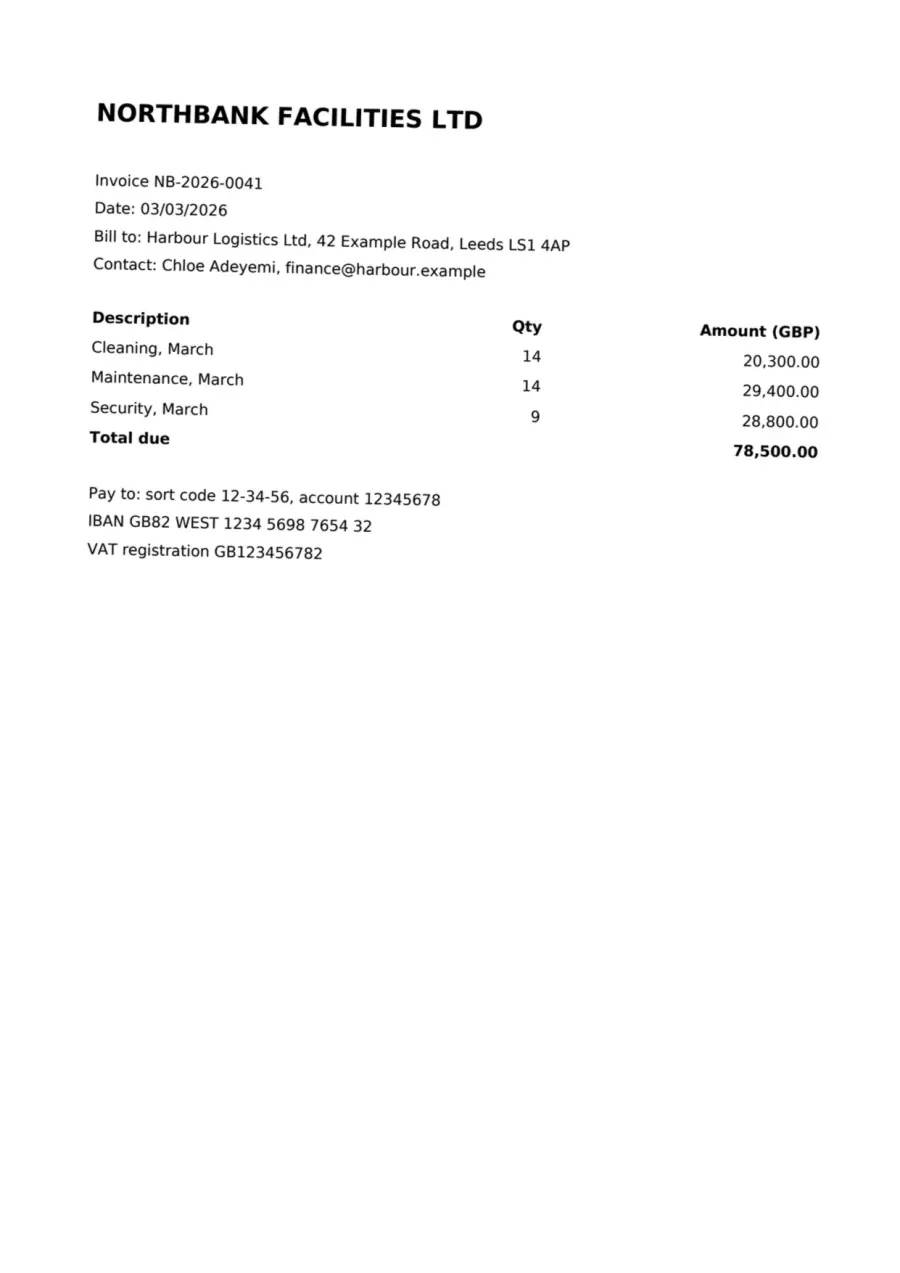 NORTHBANK FACILITIES LTD
Invoice NB-2026-0041
Date: 03/03/2026
Bill to: Harbour Logistics Ltd, 42 Example Road, Leeds LS1 4AP
Contact: Chloe Adeyemi, finance@harbour.example
Description Qty Amount (GBP)
Cleaning, March 14 20,300.00
Maintenance, March 14 29,400.00
Security, March 9 28,800.00
Total due 78,500.00
Pay to: sort code 12-34-56, account 12345678
IBAN GB82 WEST 1234 5698 7654 32
VAT registration GB123456782